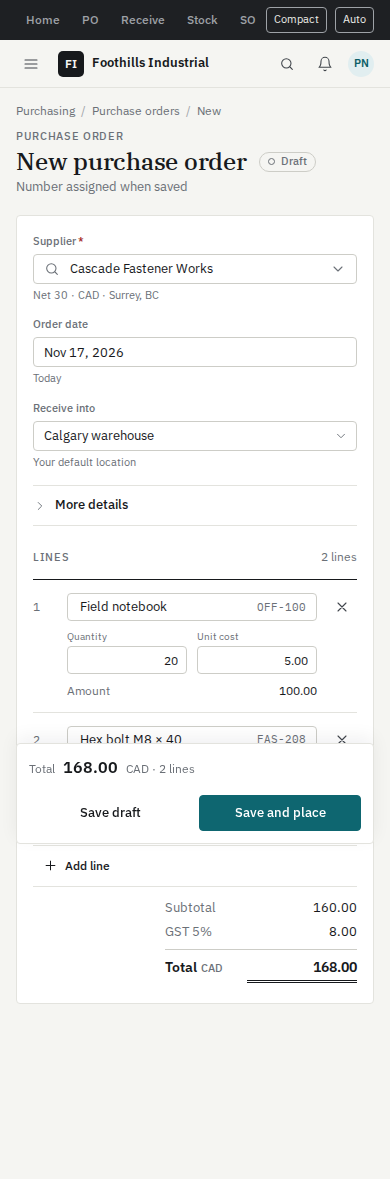 Home PO Receive Stock SO Compact Auto
FI Foothills Industrial PN
Purchasing / Purchase orders / New
PURCHASE ORDER
New purchase order Draft
Number assigned when saved
Supplier *
Cascade Fastener Works
Net 30 · CAD · Surrey, BC
Order date
Nov 17, 2026
Today
Receive into
Calgary warehouse
Your default location
More details
LINES 2 lines
1 Field notebook OFF-100
Quantity Unit cost
20 5.00
Amount 100.00
2 Hex bolt M8 × 40 FAS-208
Total 168.00 CAD · 2 lines
Save draft Save and place
Add line
Subtotal 160.00
GST 5% 8.00
Total CAD 168.00